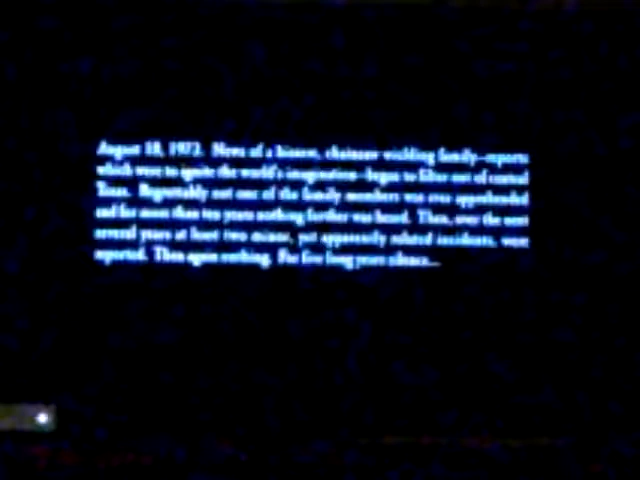 August 18, 1973. News of a bizarre, chainsaw wielding family--reports
which were to ignite the world's imagination--began to filter out of central
Texas. Regrettably not one of the family members was ever apprehended
and for more than ten years nothing further was heard. Then, over the next
several years at least two minor, yet apparently related incidents, were
reported. Then again nothing. For five long years silence...